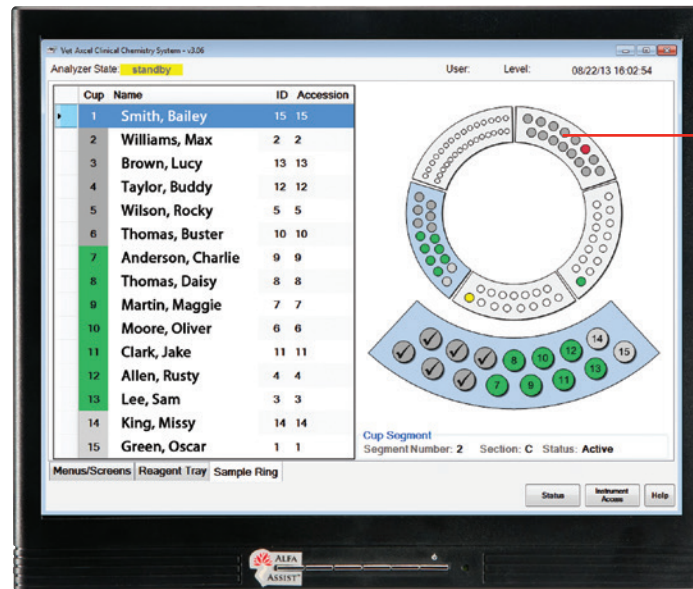 Vet Axcel Clinical Chemistry System - v3.06
Analyzer State: standby User: Level: 08/22/13 16:02:54
Cup Name ID Accession
1 Smith, Bailey 15 15
2 Williams, Max 2 2
3 Brown, Lucy 13 13
4 Taylor, Buddy 12 12
5 Wilson, Rocky 5 5
6 Thomas, Buster 10 10
7 Anderson, Charlie 9 9
8 Thomas, Daisy 8 8
9 Martin, Maggie 7 7
10 Moore, Oliver 6 6
11 Clark, Jake 11 11
12 Allen, Rusty 4 4
13 Lee, Sam 3 3
14 King, Missy 14 14
15 Green, Oscar 1 1
14
8 10 12 15
7 9 11 13
Cup Segment
Segment Number: 2 Section: C Status: Active
Menus/Screens Reagent Tray Sample Ring
Status Instrument Access Help
ALFA
ASSIST™